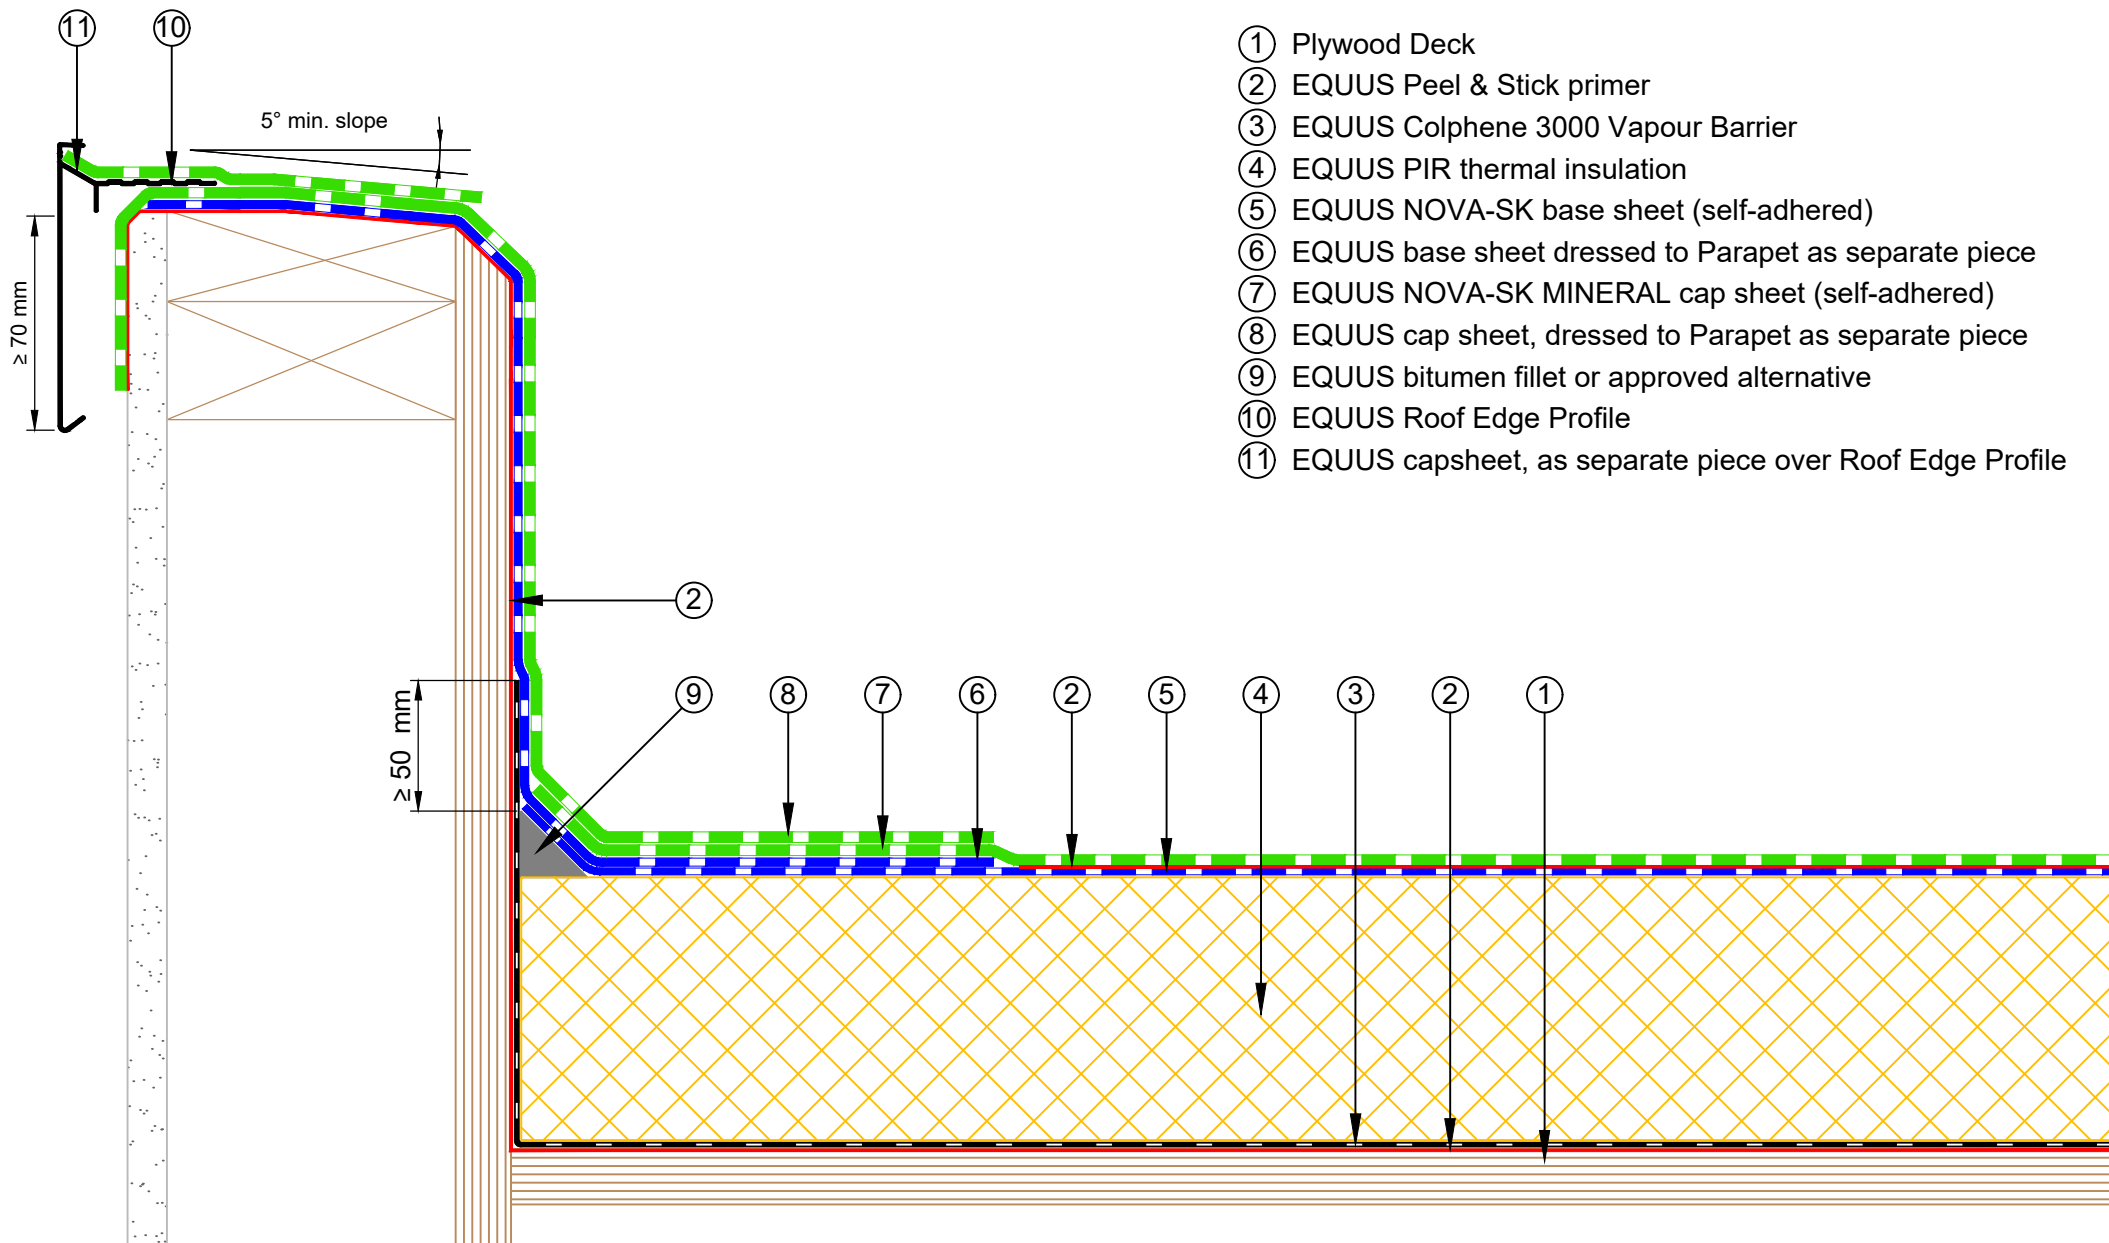 11 10
5° min. slope
≥ 70 mm
1 Plywood Deck
2 EQUUS Peel & Stick primer
3 EQUUS Colphene 3000 Vapour Barrier
4 EQUUS PIR thermal insulation
5 EQUUS NOVA-SK base sheet (self-adhered)
6 EQUUS base sheet dressed to Parapet as separate piece
7 EQUUS NOVA-SK MINERAL cap sheet (self-adhered)
8 EQUUS cap sheet, dressed to Parapet as separate piece
9 EQUUS bitumen fillet or approved alternative
10 EQUUS Roof Edge Profile
11 EQUUS capsheet, as separate piece over Roof Edge Profile
2
≥ 50 mm
9 8 7 6 2 5 4 3 2 1